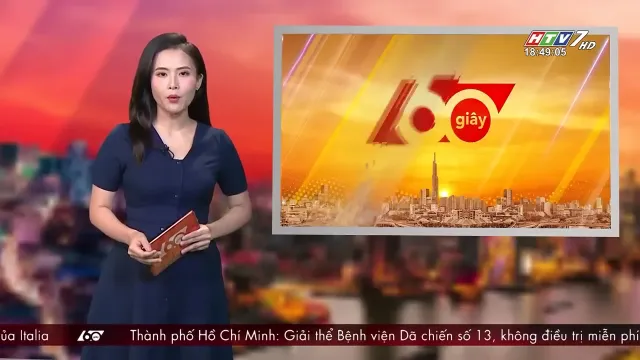 HTV7 HD
18:49:05
60 giây
ủa Italia 60 Thành phố Hồ Chí Minh: Giải thể Bệnh viện Dã chiến số 13, không điều trị miễn phí